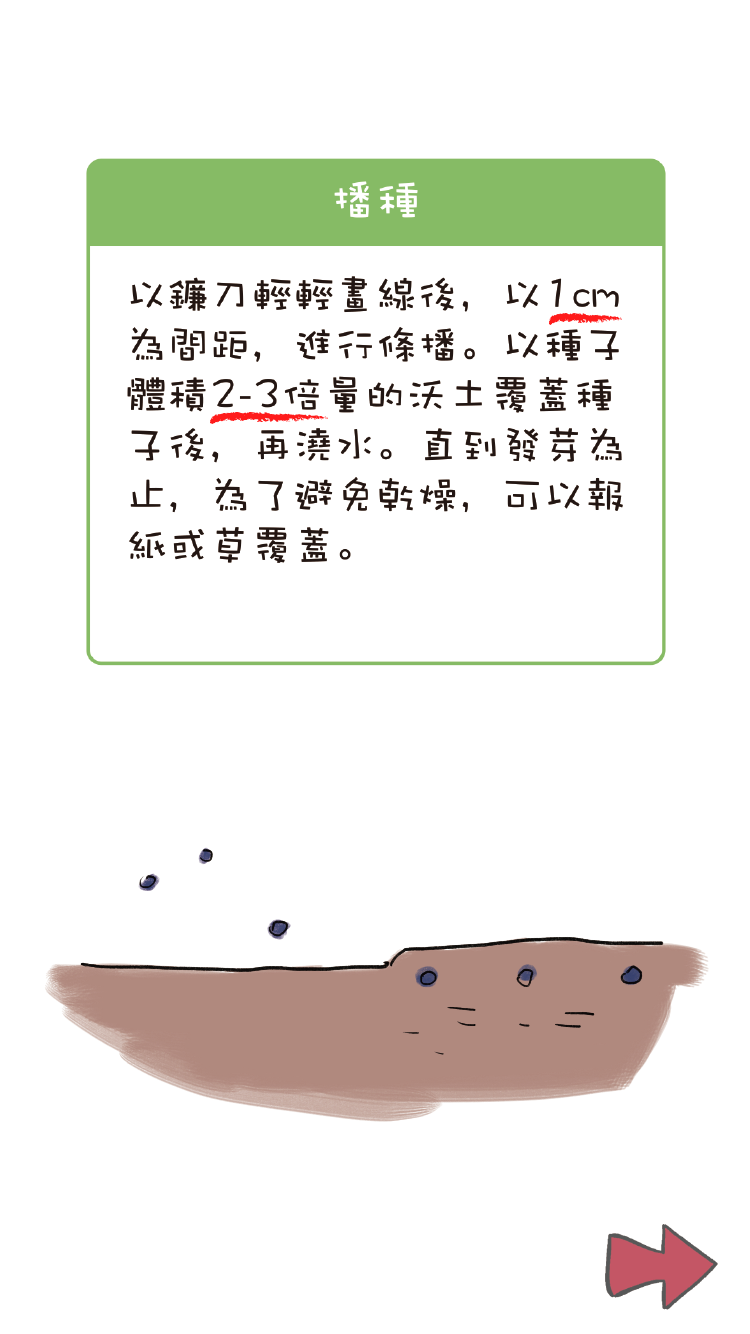 播種
以鐮刀輕輕畫線後，以1cm
為間距，進行條播。以種子
體積2-3倍量的沃土覆蓋種
子後，再澆水。直到發芽為
止，為了避免乾燥，可以報
紙或草覆蓋。